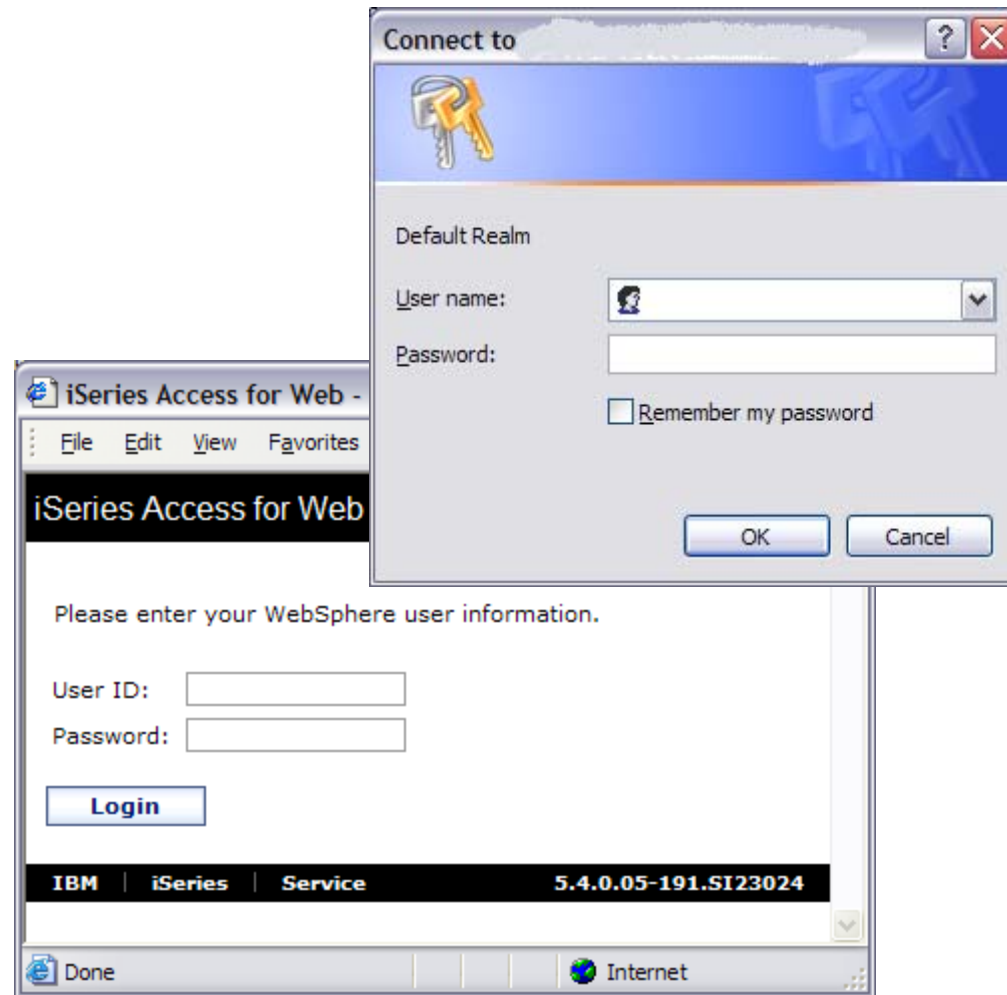 Connect to
Default Realm
User name:
Password:
Remember my password
OK Cancel
iSeries Access for Web -
File Edit View Favorites
iSeries Access for Web
Please enter your WebSphere user information.
User ID:
Password:
Login
IBM | iSeries | Service 5.4.0.05-191.SI23024
Done Internet